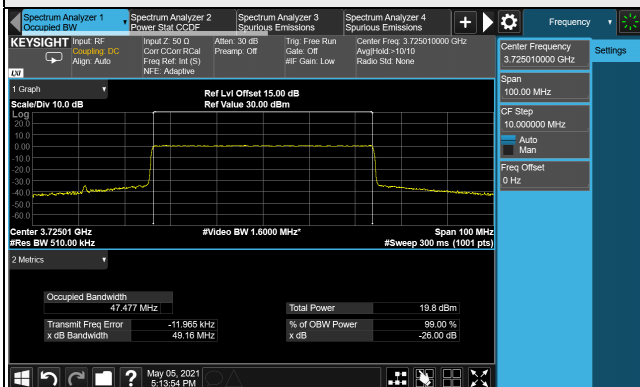 Spectrum Analyzer 1
Occupied BW
Spectrum Analyzer 2
Power Stat CCDF
Spectrum Analyzer 3
Spurious Emissions
Spectrum Analyzer 4
Spurious Emissions
Frequency
KEYSIGHT
Input: RF
Coupling: DC
Align: Auto
Input Z: 50 Ω
Corr CCorr RCal
Freq Ref: Int (S)
NFE: Adaptive
Atten: 30 dB
Preamp: Off
Trig: Free Run
Gate: Off
#IF Gain: Low
Center Freq: 3.725010000 GHz
Avg|Hold:>10/10
Radio Std: None
LXI
Center Frequency
3.725010000 GHz
Settings
Span
100.00 MHz
CF Step
10.000000 MHz
Auto
Man
Freq Offset
0 Hz
1 Graph
Scale/Div 10.0 dB
Ref Lvl Offset 15.00 dB
Ref Value 30.00 dBm
Log
20.0
10.0
0.00
-10.0
-20.0
-30.0
-40.0
-50.0
-60.0
Center 3.72501 GHz
#Res BW 510.00 kHz
#Video BW 1.6000 MHz*
Span 100 MHz
#Sweep 300 ms (1001 pts)
2 Metrics
Occupied Bandwidth
47.477 MHz
Total Power 19.8 dBm
Transmit Freq Error -11.965 kHz % of OBW Power 99.00 %
x dB Bandwidth 49.16 MHz x dB -26.00 dB
?
May 05, 2021
5:13:54 PM